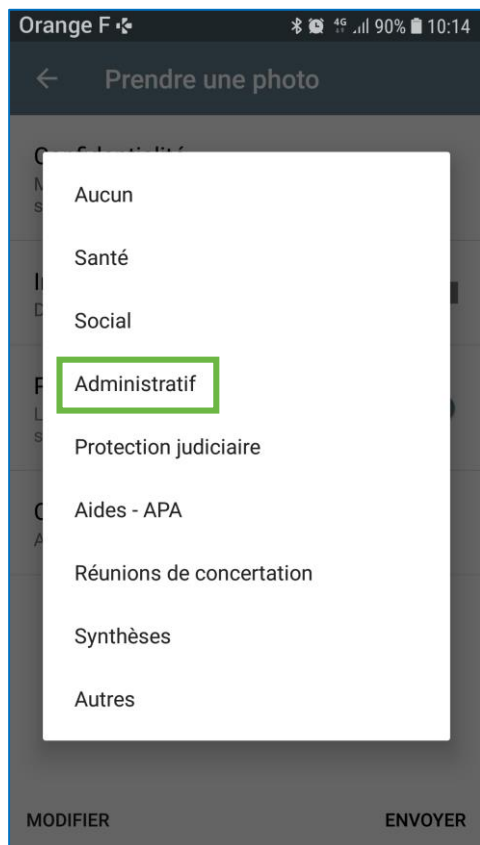 Orange F 4G 90% 10:14
Prendre une photo
Aucun
Santé
Social
Administratif
Protection judiciaire
Aides - APA
Réunions de concertation
Synthèses
Autres
MODIFIER ENVOYER